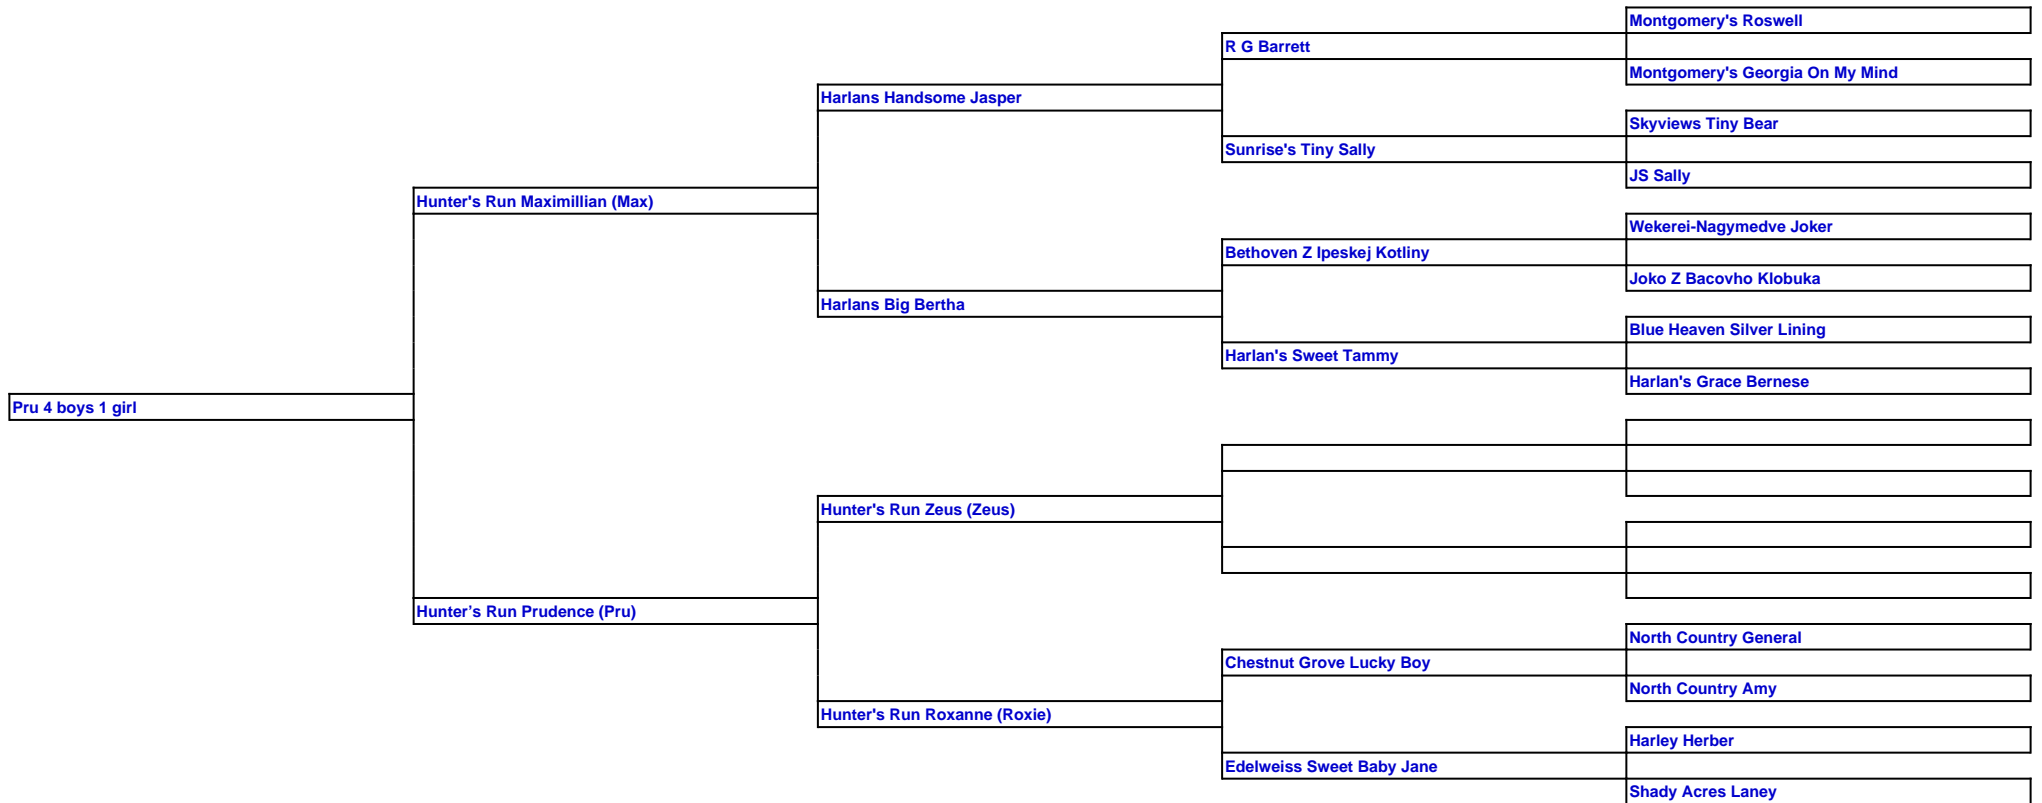 Montgomery's Roswell
R G Barrett
Montgomery's Georgia On My Mind
Harlans Handsome Jasper
Skyviews Tiny Bear
Sunrise's Tiny Sally
JS Sally
Hunter's Run Maximillian (Max)
Wekerei-Nagymedve Joker
Bethoven Z Ipeskej Kotliny
Joko Z Bacovho Klobuka
Harlans Big Bertha
Blue Heaven Silver Lining
Harlan's Sweet Tammy
Harlan's Grace Bernese
Pru 4 boys 1 girl
Hunter's Run Zeus (Zeus)
Hunter’s Run Prudence (Pru)
North Country General
Chestnut Grove Lucky Boy
North Country Amy
Hunter's Run Roxanne (Roxie)
Harley Herber
Edelweiss Sweet Baby Jane
Shady Acres Laney